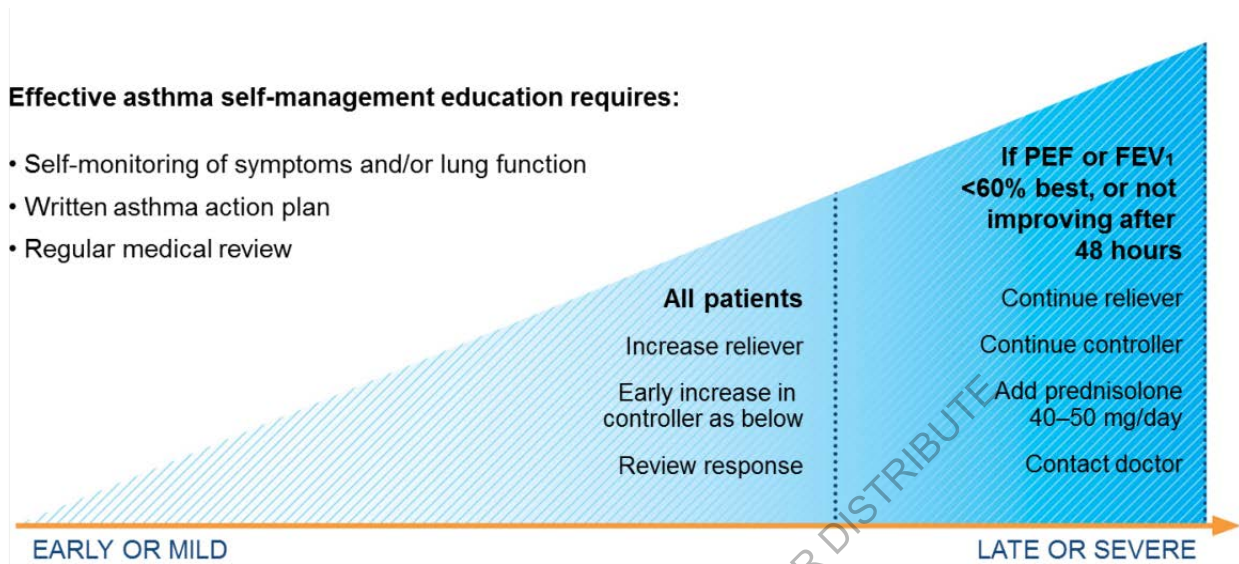 Effective asthma self-management education requires:
• Self-monitoring of symptoms and/or lung function
• Written asthma action plan
• Regular medical review
All patients
Increase reliever
Early increase in
controller as below
Review response
If PEF or FEV₁
<60% best, or not
improving after
48 hours
Continue reliever
Continue controller
Add prednisolone
40–50 mg/day
Contact doctor
EARLY OR MILD
LATE OR SEVERE
DISTRIBUTE